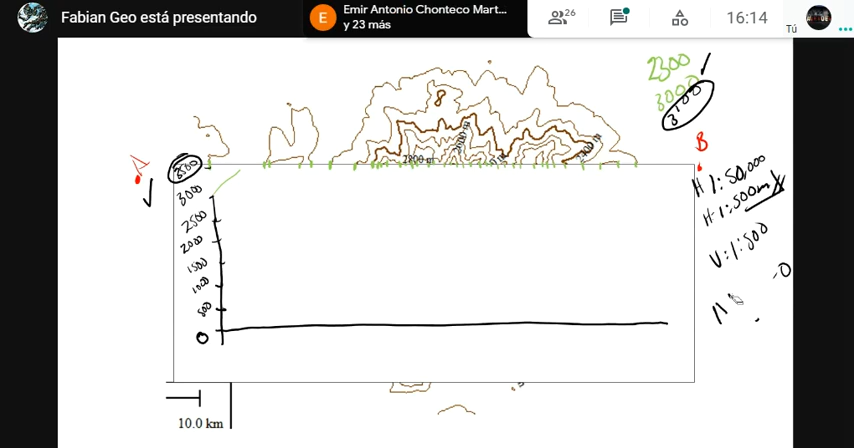 Fabian Geo está presentando
E
Emir Antonio Chonteco Mart...
y 23 más
26
16:14
Tú
2300
3000
3100
A
B
2800 m
3500
3000
2500
2000
1500
1000
500
0
H 1:50,000
H 1:500m
V:1:500
-0
10.0 km